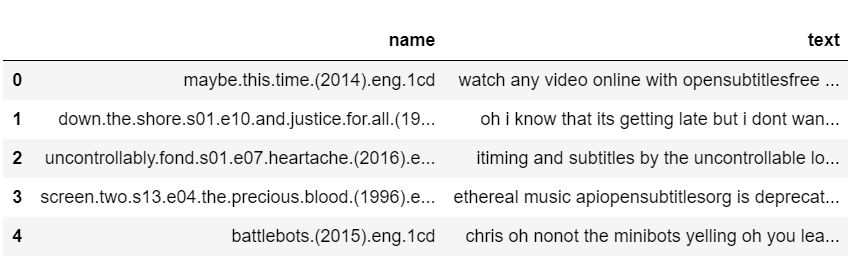 name text
0 maybe.this.time.(2014).eng.1cd watch any video online with opensubtitlesfree ...
1 down.the.shore.s01.e10.and.justice.for.all.(19... oh i know that its getting late but i dont wan...
2 uncontrollably.fond.s01.e07.heartache.(2016).e... itiming and subtitles by the uncontrollable lo...
3 screen.two.s13.e04.the.precious.blood.(1996).e... ethereal music apiopensubtitlesorg is deprecat...
4 battlebots.(2015).eng.1cd chris oh nonot the minibots yelling oh you lea...